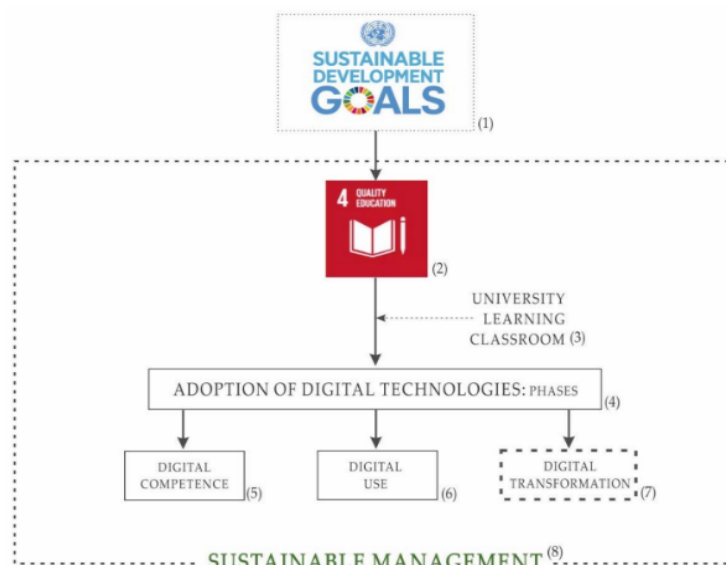 SUSTAINABLE
DEVELOPMENT
GOALS
(1)
4 QUALITY
EDUCATION
(2)
UNIVERSITY
LEARNING
CLASSROOM (3)
ADOPTION OF DIGITAL TECHNOLOGIES: PHASES
(4)
DIGITAL
COMPETENCE
(5)
DIGITAL
USE
(6)
DIGITAL
TRANSFORMATION
(7)
SUSTAINABLE MANAGEMENT (8)